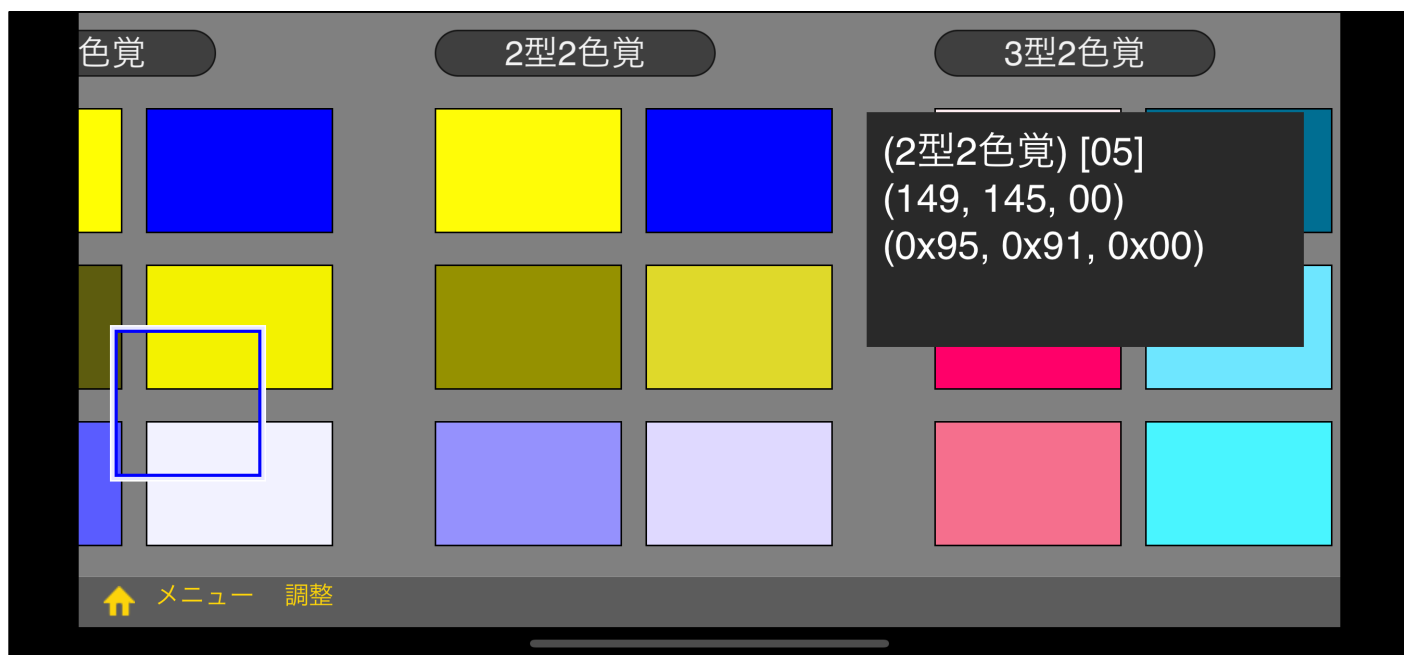 色覚
2型2色覚
3型2色覚
(2型2色覚) [05]
(149, 145, 00)
(0x95, 0x91, 0x00)
メニュー
調整